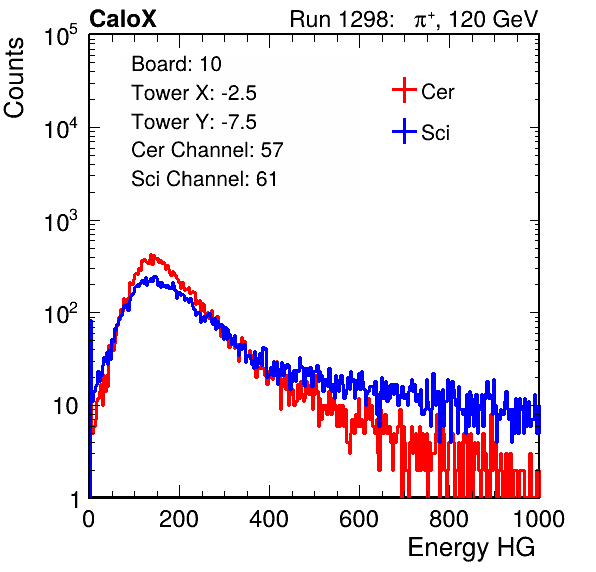 CaloX Run 1298: π⁺, 120 GeV
Counts
10⁵
10⁴
10³
10²
10
1
Board: 10
Tower X: -2.5
Tower Y: -7.5
Cer Channel: 57
Sci Channel: 61
Cer
Sci
0 200 400 600 800 1000
Energy HG